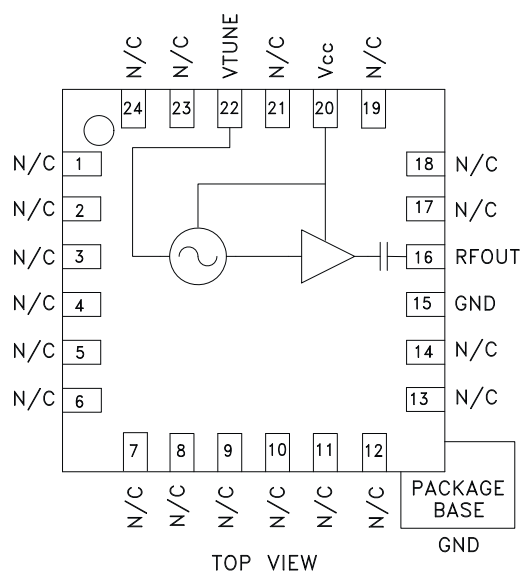 N/C N/C VTUNE N/C Vcc N/C
24 23 22 21 20 19
N/C 1 18 N/C
N/C 2 17 N/C
N/C 3 16 RFOUT
N/C 4 15 GND
N/C 5 14 N/C
N/C 6 13 N/C
7 8 9 10 11 12
N/C N/C N/C N/C N/C N/C
PACKAGE
BASE
GND
TOP VIEW